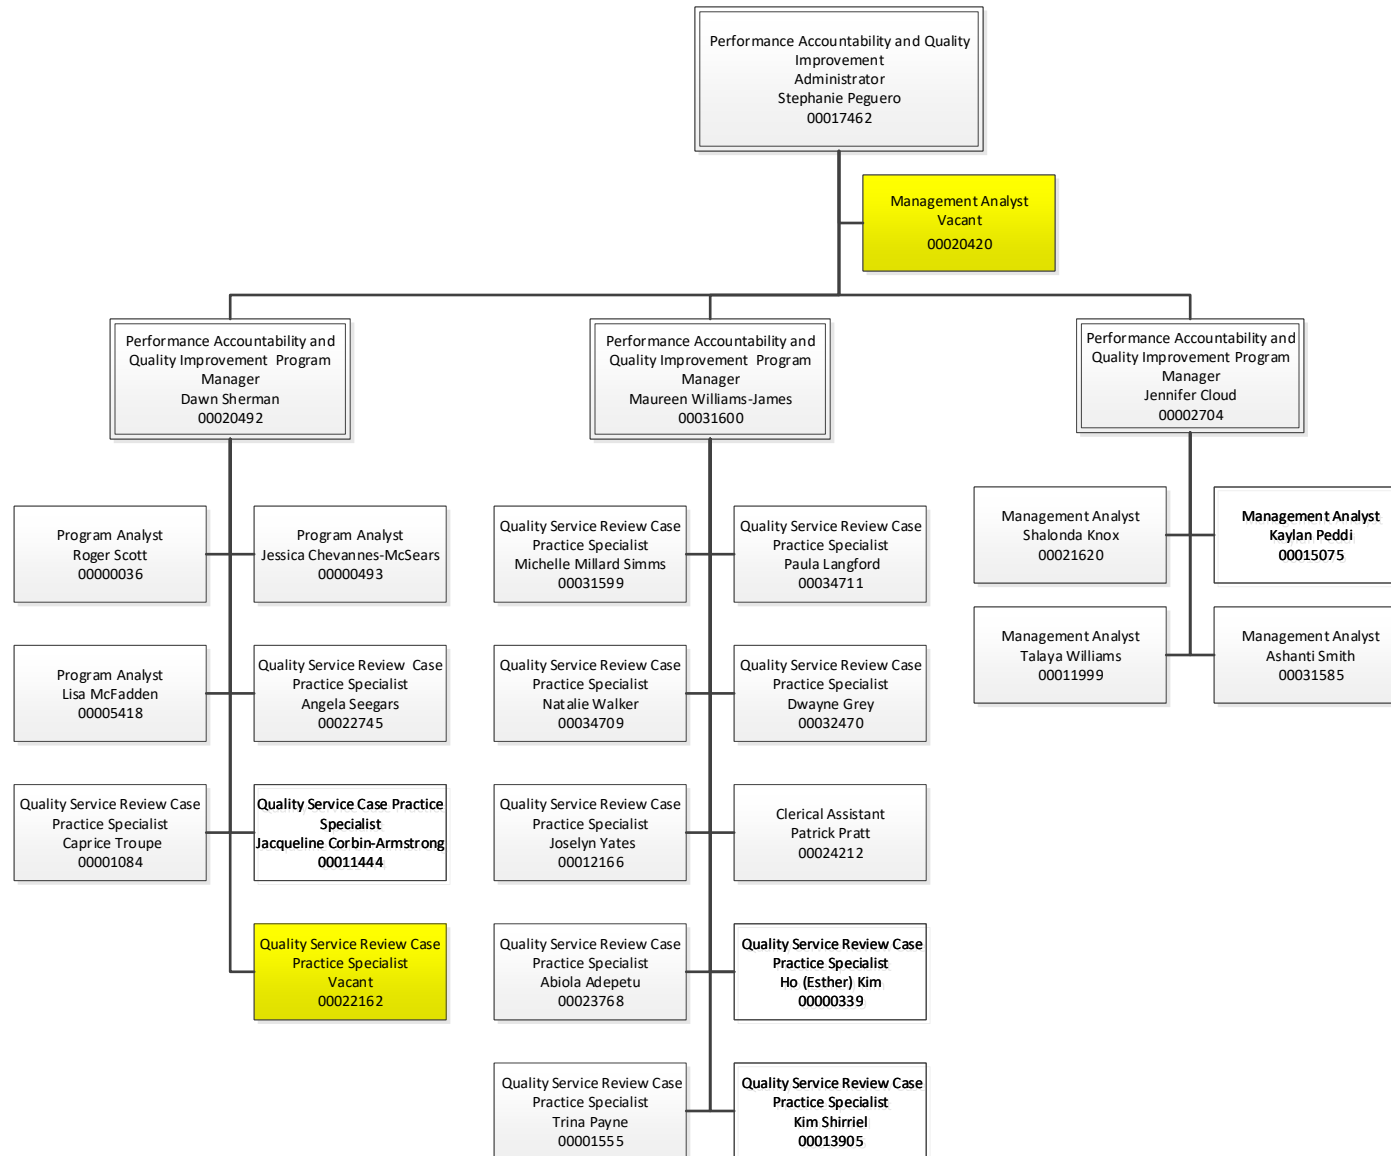 Performance Accountability and Quality
Improvement
Administrator
Stephanie Peguero
00017462
Management Analyst
Vacant
00020420
Performance Accountability and
Quality Improvement  Program
Manager
Dawn Sherman
00020492
Performance Accountability and
Quality Improvement  Program
Manager
Maureen Williams-James
00031600
Performance Accountability and
Quality Improvement Program
Manager
Jennifer Cloud
00002704
Program Analyst
Roger Scott
00000036
Program Analyst
Jessica Chevannes-McSears
00000493
Program Analyst
Lisa McFadden
00005418
Quality Service Review  Case
Practice Specialist
Angela Seegars
00022745
Quality Service Review Case
Practice Specialist
Caprice Troupe
00001084
Quality Service Case Practice
Specialist
Jacqueline Corbin-Armstrong
00011444
Quality Service Review Case
Practice Specialist
Vacant
00022162
Quality Service Review Case
Practice Specialist
Michelle Millard Simms
00031599
Quality Service Review Case
Practice Specialist
Paula Langford
00034711
Quality Service Review Case
Practice Specialist
Natalie Walker
00034709
Quality Service Review Case
Practice Specialist
Dwayne Grey
00032470
Quality Service Review Case
Practice Specialist
Joselyn Yates
00012166
Clerical Assistant
Patrick Pratt
00024212
Quality Service Review Case
Practice Specialist
Abiola Adepetu
00023768
Quality Service Review Case
Practice Specialist
Ho (Esther) Kim
00000339
Quality Service Review Case
Practice Specialist
Trina Payne
00001555
Quality Service Review Case
Practice Specialist
Kim Shirriel
00013905
Management Analyst
Shalonda Knox
00021620
Management Analyst
Kaylan Peddi
00015075
Management Analyst
Talaya Williams
00011999
Management Analyst
Ashanti Smith
00031585